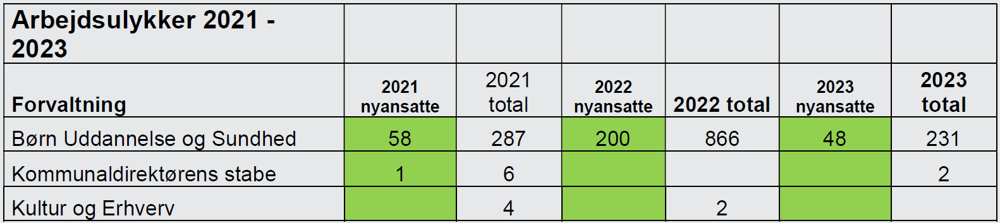 Arbejdsulykker 2021 -
2023
Forvaltning
2021
nyansatte
2021
total
2022
nyansatte
2022 total
2023
nyansatte
2023
total
Børn Uddannelse og Sundhed 58 287 200 866 48 231
Kommunaldirektørens stabe 1 6 2
Kultur og Erhverv 4 2